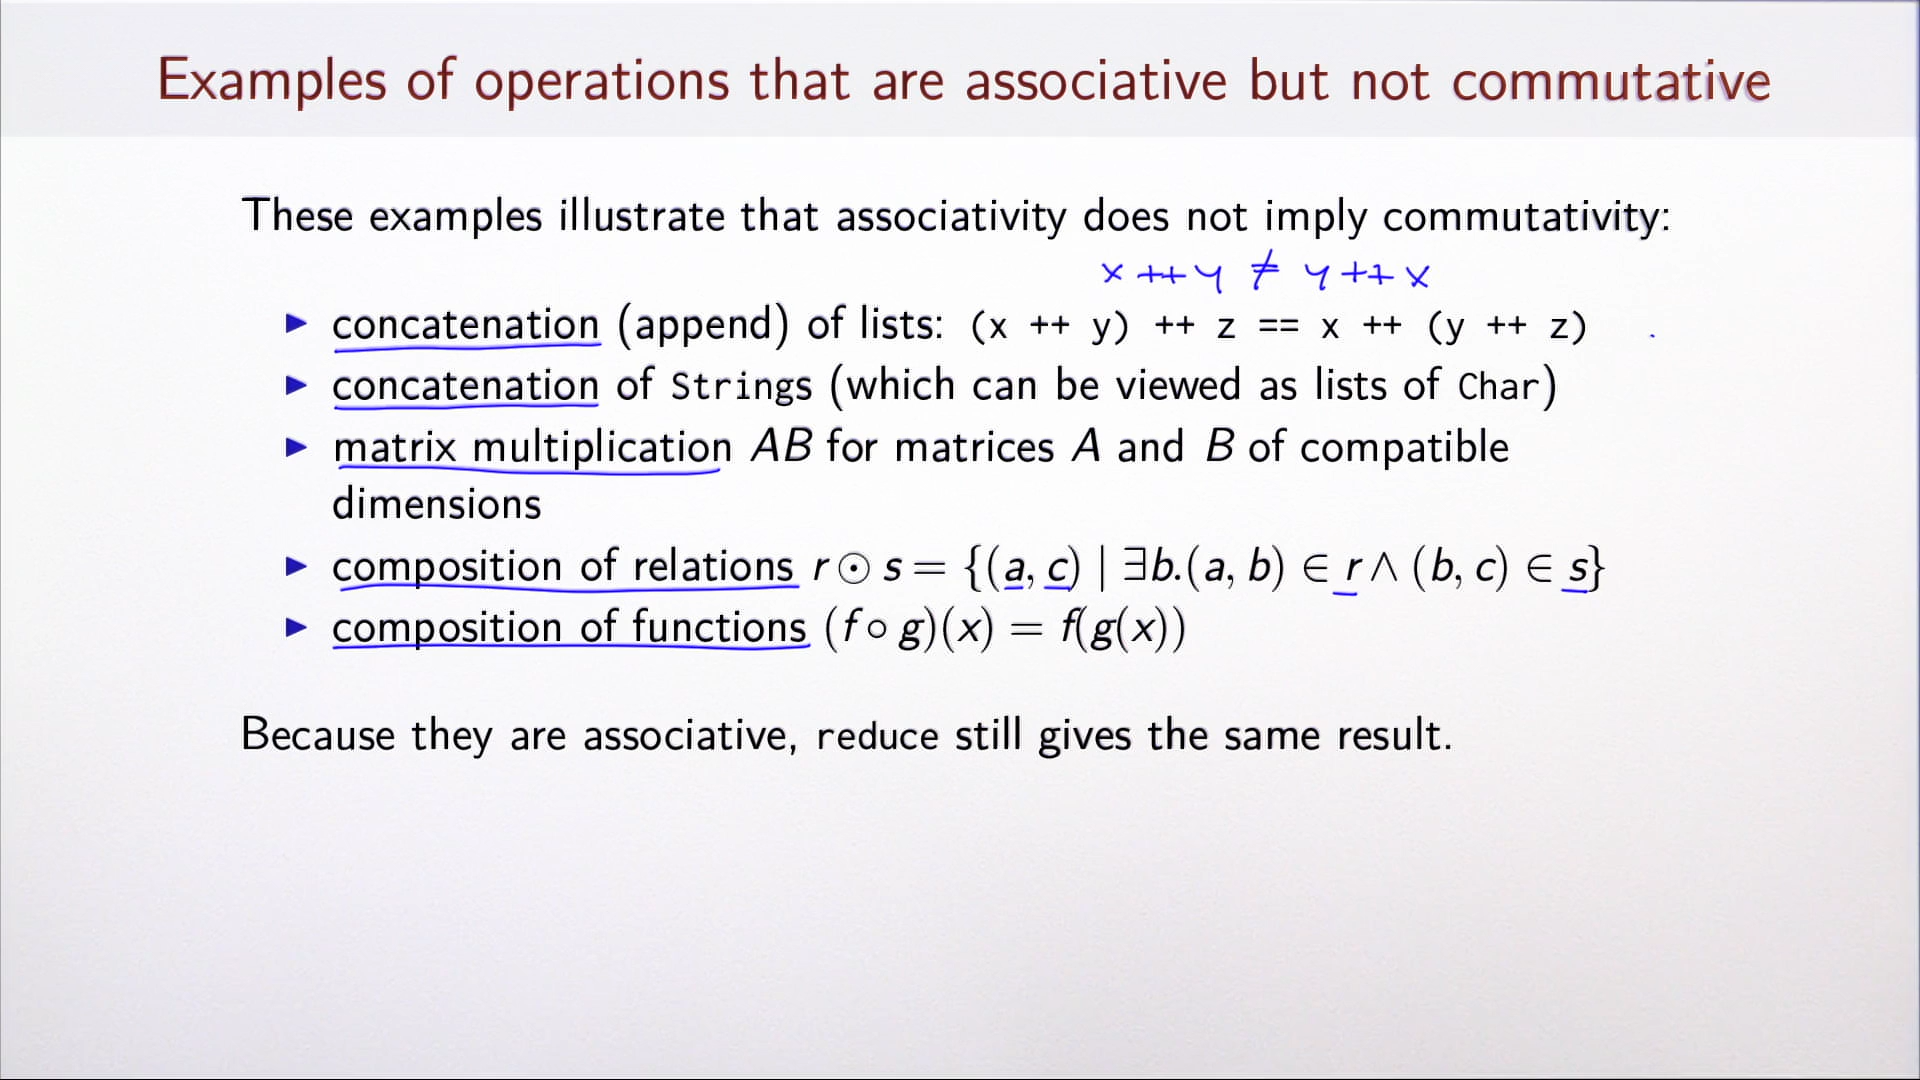 Examples of operations that are associative but not commutative
These examples illustrate that associativity does not imply commutativity:
x ++ y ≠ y ++ x
▶ concatenation (append) of lists: (x ++ y) ++ z == x ++ (y ++ z)
▶ concatenation of Strings (which can be viewed as lists of Char)
▶ matrix multiplication AB for matrices A and B of compatible
dimensions
▶ composition of relations r ⊙ s = {(a, c) | ∃b.(a, b) ∈ r ∧ (b, c) ∈ s}
▶ composition of functions (f ∘ g)(x) = f(g(x))
Because they are associative, reduce still gives the same result.